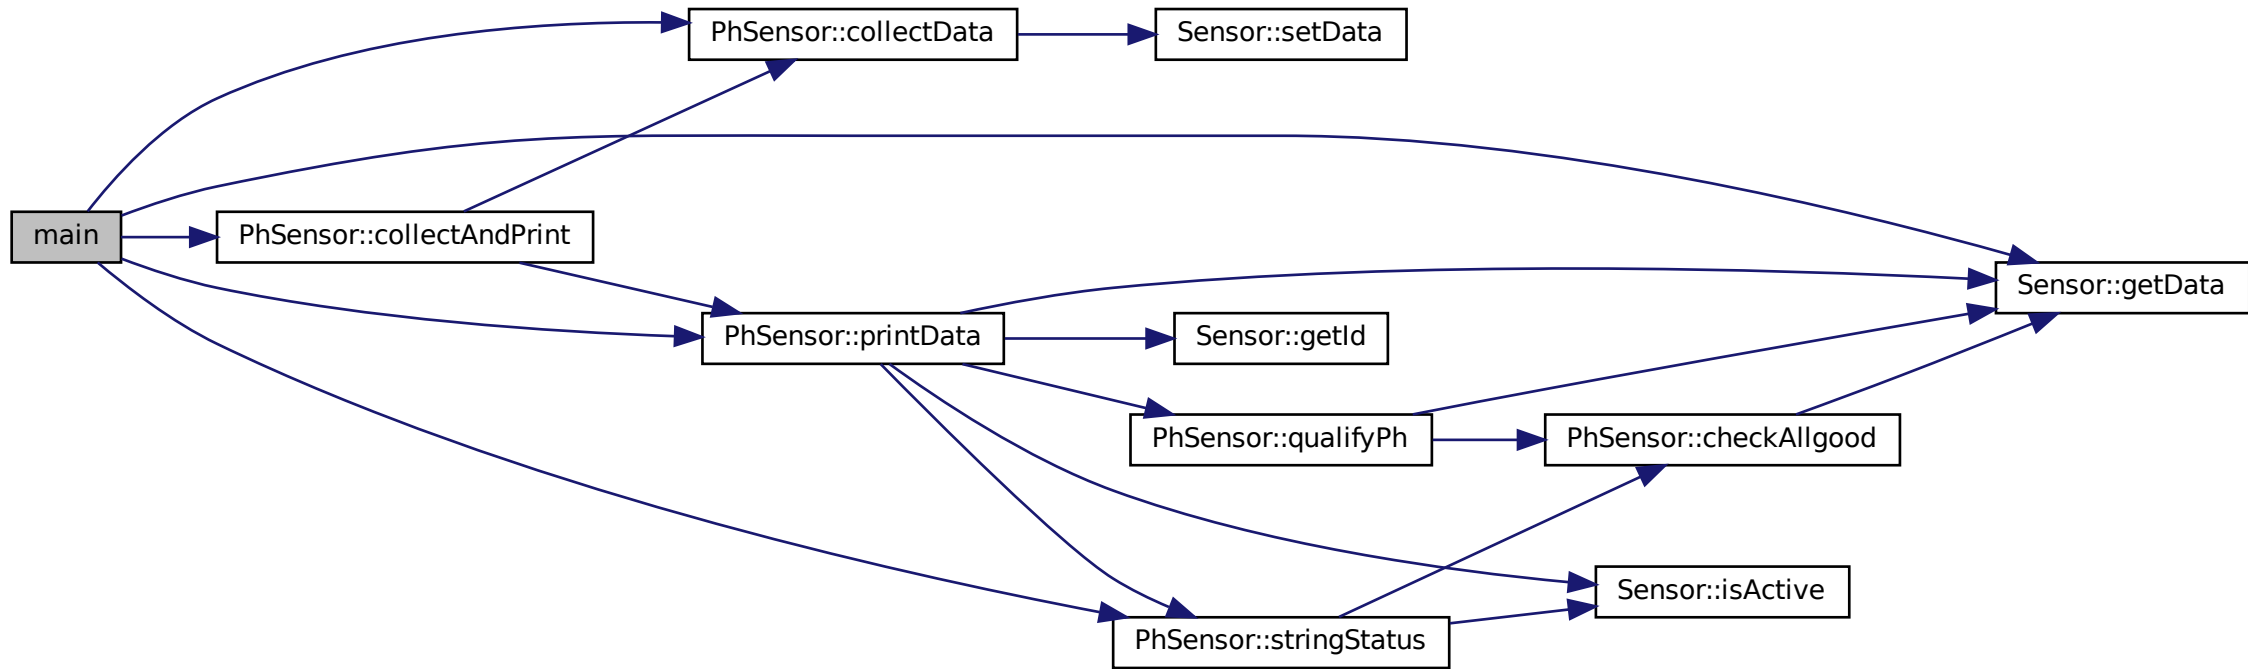 PhSensor::collectData
Sensor::setData
main
PhSensor::collectAndPrint
Sensor::getData
PhSensor::printData
Sensor::getId
PhSensor::qualifyPh
PhSensor::checkAllgood
Sensor::isActive
PhSensor::stringStatus